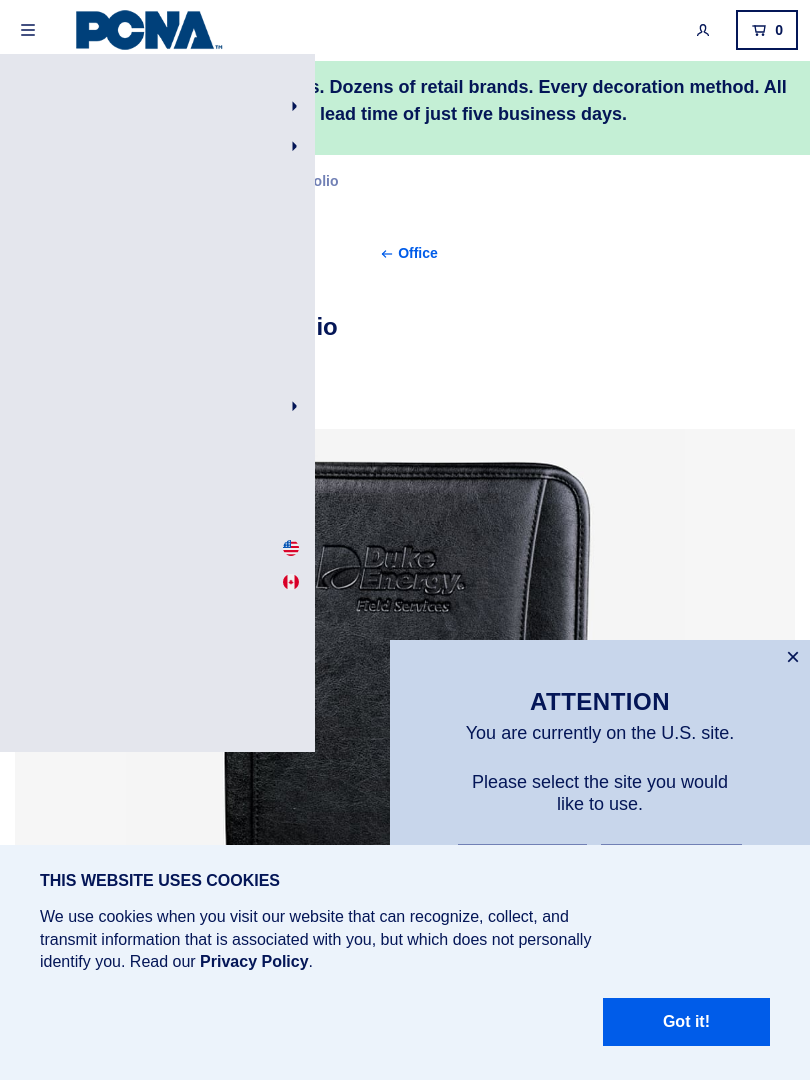 PCNA™
0
s. Dozens of retail brands. Every decoration method. All
lead time of just five business days.
olio
← Office
io
Duke
Energy®
Field Services
ATTENTION
You are currently on the U.S. site.
Please select the site you would
like to use.
THIS WEBSITE USES COOKIES
We use cookies when you visit our website that can recognize, collect, and
transmit information that is associated with you, but which does not personally
identify you. Read our Privacy Policy.
Got it!